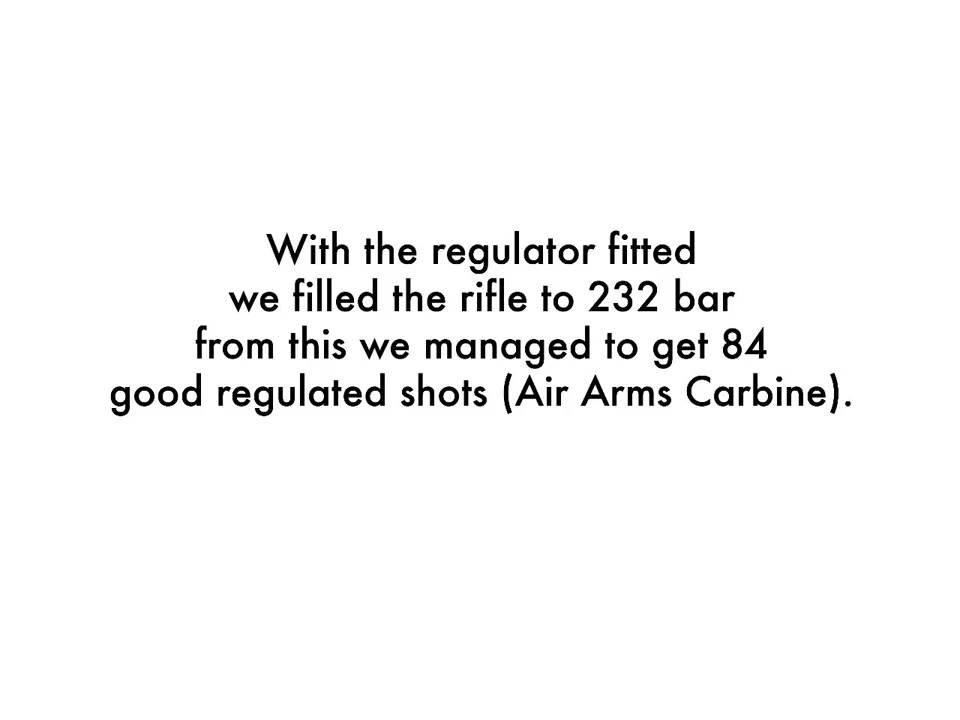 With the regulator fitted
we filled the rifle to 232 bar
from this we managed to get 84
good regulated shots (Air Arms Carbine).